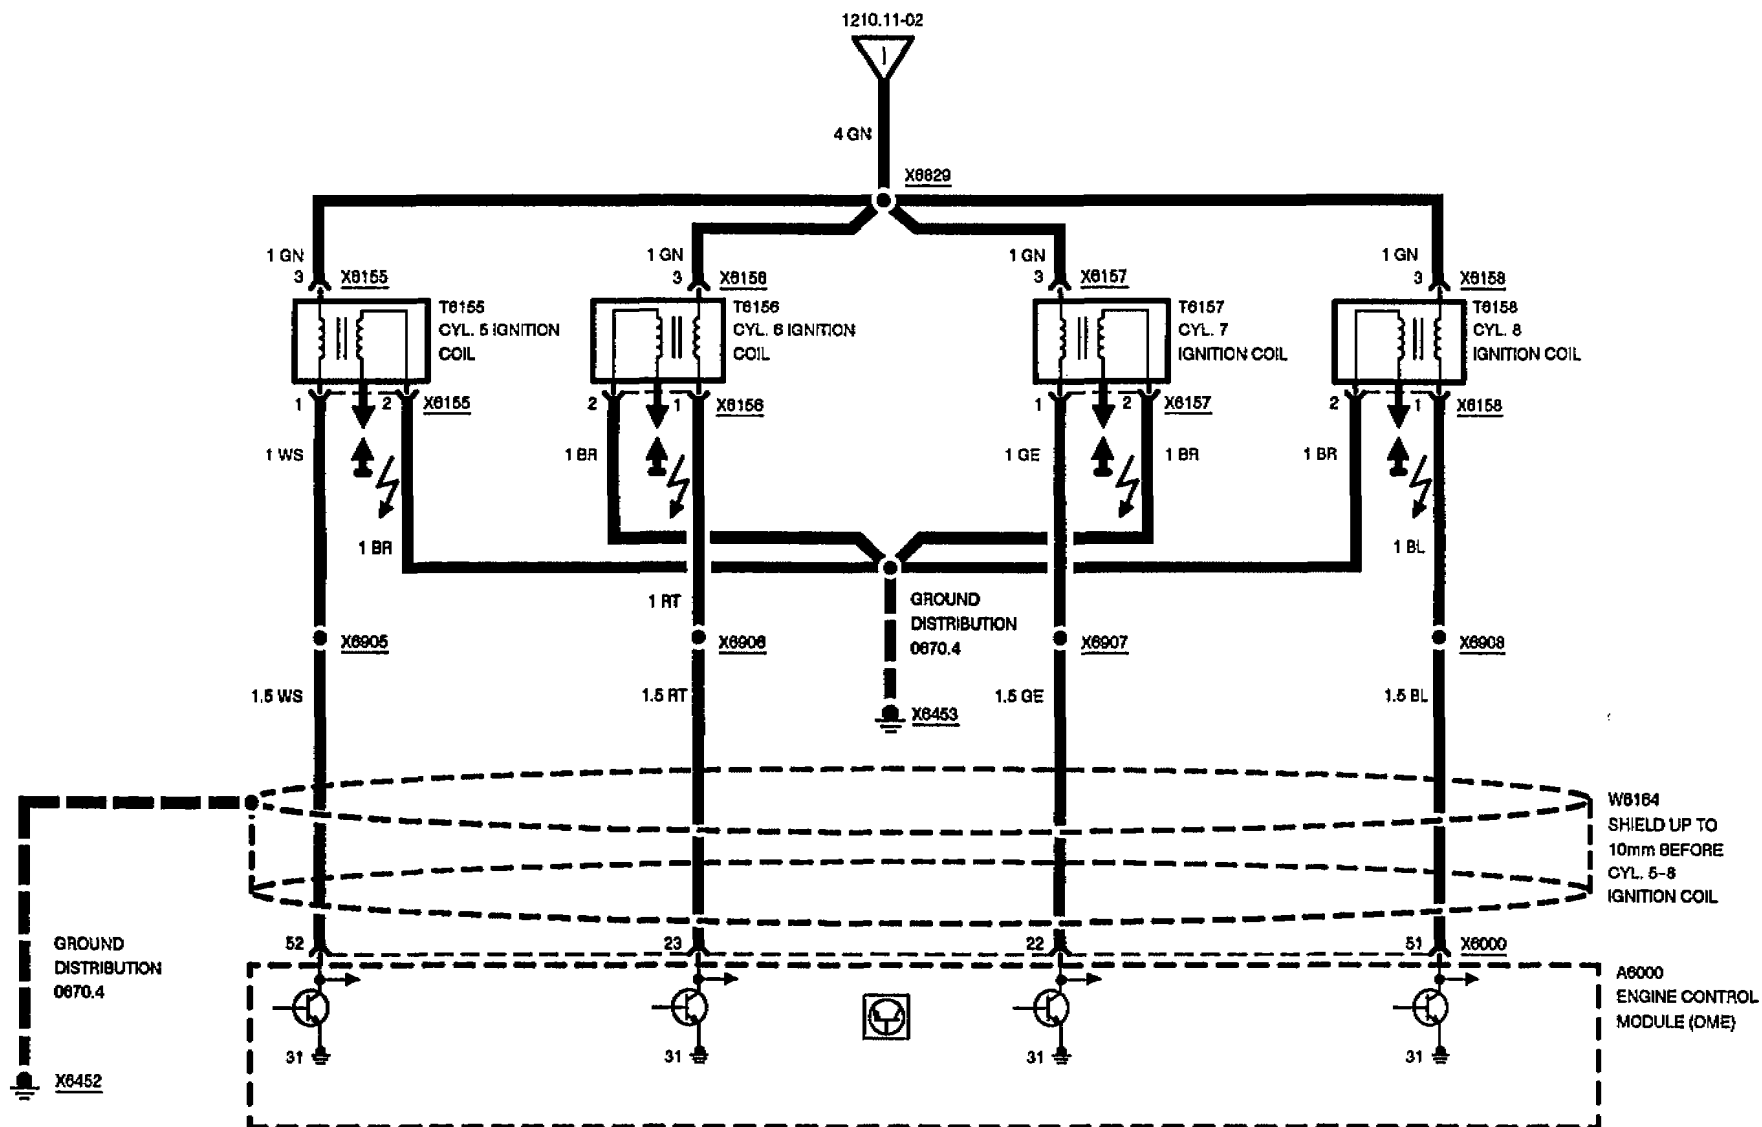 1210.11-02
4 GN
X6829
1 GN
1 GN
1 GN
1 GN
3
X6155
3
X6156
3
X6157
3
X6158
T6155
CYL. 5 IGNITION
COIL
T6156
CYL. 6 IGNITION
COIL
T6157
CYL. 7
IGNITION COIL
T6158
CYL. 8
IGNITION COIL
1
2
X6155
2
1
X6156
1
2
X6157
2
1
X6158
1 WS
1 BR
1 GE
1 BR
1 BR
1 BR
1 BL
1 RT
GROUND
DISTRIBUTION
0670.4
X6905
X6906
X6907
X6908
1.5 WS
1.5 RT
1.5 GE
1.5 BL
X6453
W6164
SHIELD UP TO
10mm BEFORE
CYL. 5-8
IGNITION COIL
52
23
22
51
X6000
GROUND
DISTRIBUTION
0670.4
A6000
ENGINE CONTROL
MODULE (DME)
31
31
31
31
X6452